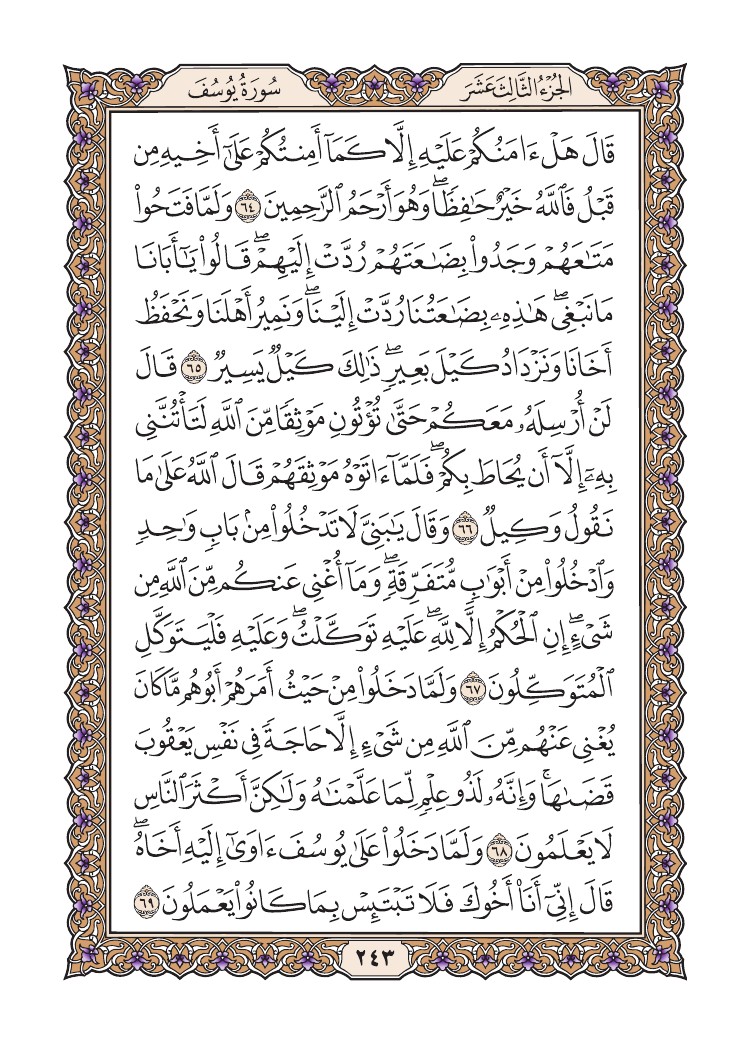 الجُزْءُ الثَّالِثَ عَشَرَ
سُورَةُ يُوسُفَ
قَالَ هَلْ ءَامَنُكُمْ عَلَيْهِ إِلَّا كَمَآ أَمِنتُكُمْ عَلَىٰٓ أَخِيهِ مِن
قَبْلُ فَٱللَّهُ خَيْرٌ حَٰفِظًاۖ وَهُوَ أَرْحَمُ ٱلرَّٰحِمِينَ ٦٤ وَلَمَّا فَتَحُوا۟
مَتَٰعَهُمْ وَجَدُوا۟ بِضَٰعَتَهُمْ رُدَّتْ إِلَيْهِمْۖ قَالُوا۟ يَٰٓأَبَانَا
مَا نَبْغِىۖ هَٰذِهِۦ بِضَٰعَتُنَا رُدَّتْ إِلَيْنَاۖ وَنَمِيرُ أَهْلَنَا وَنَحْفَظُ
أَخَانَا وَنَزْدَادُ كَيْلَ بَعِيرٍۖ ذَٰلِكَ كَيْلٌ يَسِيرٌ ٦٥ قَالَ
لَنْ أُرْسِلَهُۥ مَعَكُمْ حَتَّىٰ تُؤْتُونِ مَوْثِقًا مِّنَ ٱللَّهِ لَتَأْتُنَّنِى
بِهِۦٓ إِلَّآ أَن يُحَاطَ بِكُمْۖ فَلَمَّآ ءَاتَوْهُ مَوْثِقَهُمْ قَالَ ٱللَّهُ عَلَىٰ مَا
نَقُولُ وَكِيلٌ ٦٦ وَقَالَ يَٰبَنِىَّ لَا تَدْخُلُوا۟ مِنۢ بَابٍ وَٰحِدٍ
وَٱدْخُلُوا۟ مِنْ أَبْوَٰبٍ مُّتَفَرِّقَةٍۖ وَمَآ أُغْنِى عَنكُم مِّنَ ٱللَّهِ مِن
شَىْءٍۖ إِنِ ٱلْحُكْمُ إِلَّا لِلَّهِۖ عَلَيْهِ تَوَكَّلْتُۖ وَعَلَيْهِ فَلْيَتَوَكَّلِ
ٱلْمُتَوَكِّلُونَ ٦٧ وَلَمَّا دَخَلُوا۟ مِنْ حَيْثُ أَمَرَهُمْ أَبُوهُم مَّا كَانَ
يُغْنِى عَنْهُم مِّنَ ٱللَّهِ مِن شَىْءٍ إِلَّا حَاجَةً فِى نَفْسِ يَعْقُوبَ
قَضَىٰهَاۚ وَإِنَّهُۥ لَذُو عِلْمٍ لِّمَا عَلَّمْنَٰهُ وَلَٰكِنَّ أَكْثَرَ ٱلنَّاسِ
لَا يَعْلَمُونَ ٦٨ وَلَمَّا دَخَلُوا۟ عَلَىٰ يُوسُفَ ءَاوَىٰٓ إِلَيْهِ أَخَاهُۖ
قَالَ إِنِّىٓ أَنَا۠ أَخُوكَ فَلَا تَبْتَئِسْ بِمَا كَانُوا۟ يَعْمَلُونَ ٦٩
٢٤٣